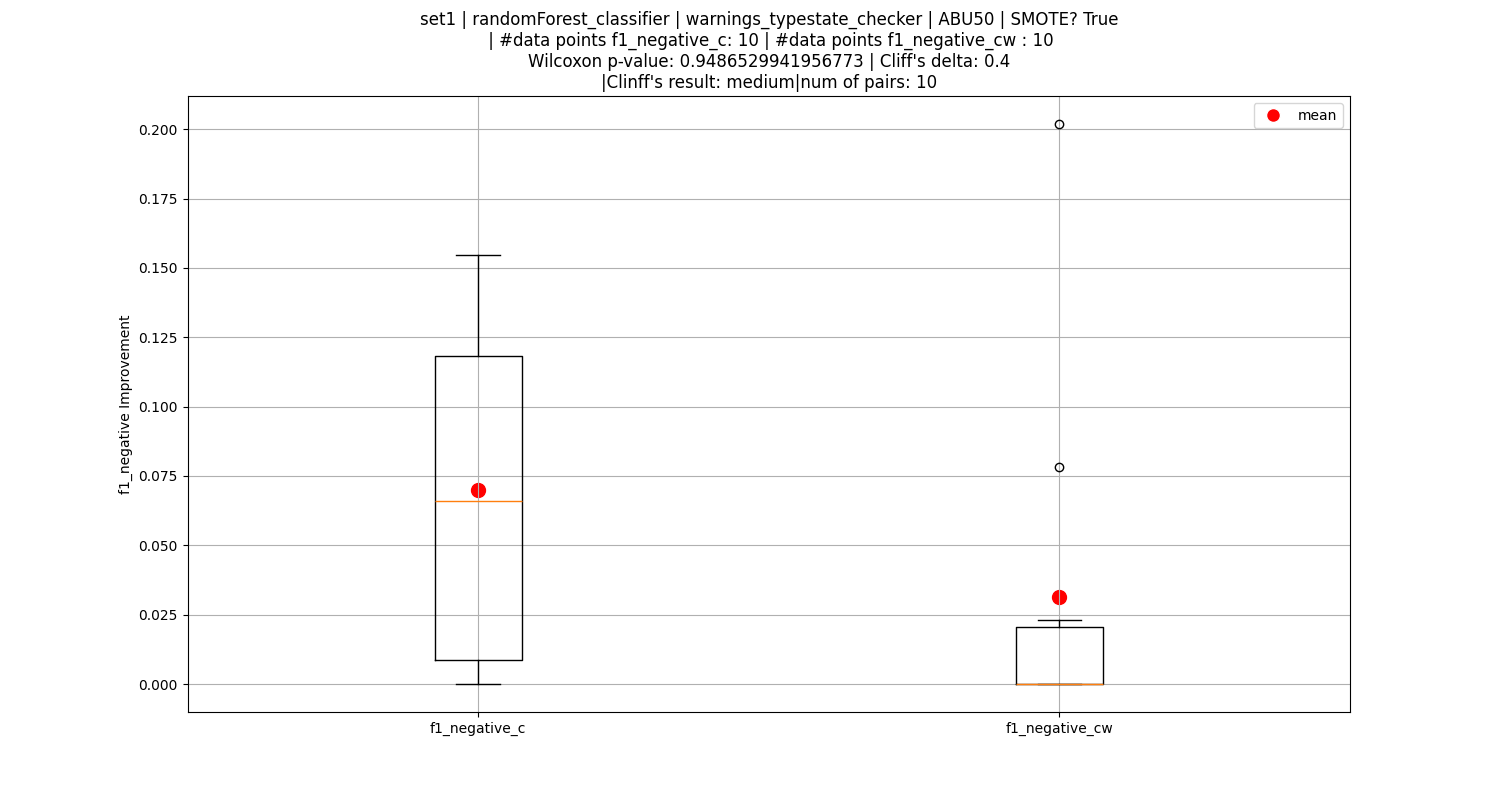 set1 | randomForest_classifier | warnings_typestate_checker | ABU50 | SMOTE? True
| #data points f1_negative_c: 10 | #data points f1_negative_cw : 10
Wilcoxon p-value: 0.9486529941956773 | Cliff's delta: 0.4
|Clinff's result: medium|num of pairs: 10
mean
0.200
0.175
0.150
0.125
0.100
0.075
0.050
0.025
0.000
f1_negative Improvement
f1_negative_c
f1_negative_cw